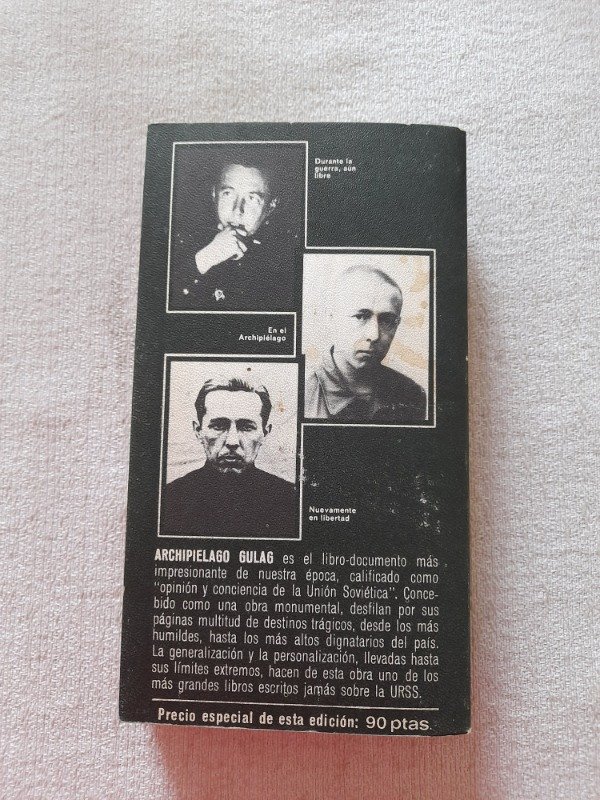 Durante la
guerra, aún
libre
En el
Archipiélago
Nuevamente
en libertad
ARCHIPIELAGO GULAG es el libro-documento más
impresionante de nuestra época, calificado como
"opinión y conciencia de la Unión Soviética". Conce-
bido como una obra monumental, desfilan por sus
páginas multitud de destinos trágicos, desde los más
humildes, hasta los más altos dignatarios del país.
La generalización y la personalización, llevadas hasta
sus límites extremos, hacen de esta obra uno de los
más grandes libros escritos jamás sobre la URSS.
Precio especial de esta edición: 90 ptas.